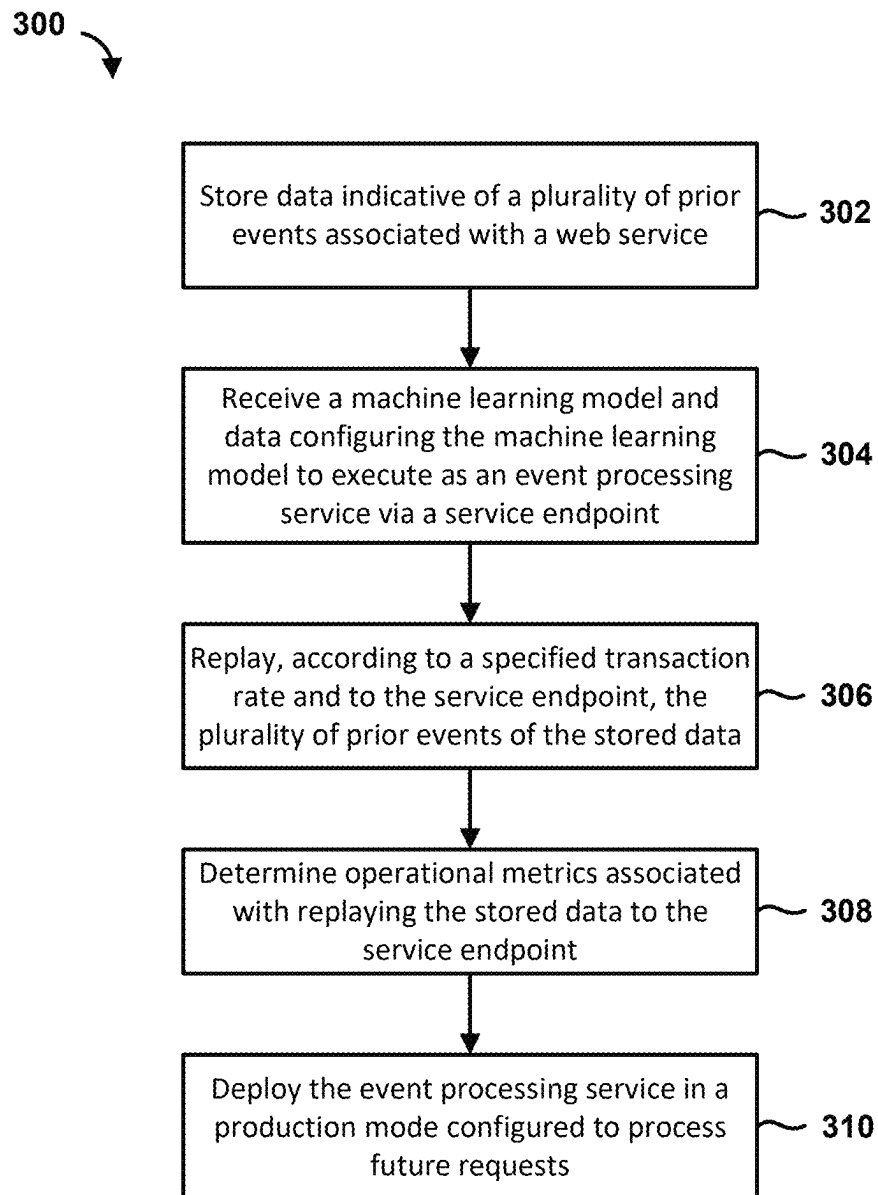 300
Store data indicative of a plurality of prior
events associated with a web service
302
Receive a machine learning model and
data configuring the machine learning
model to execute as an event processing
service via a service endpoint
304
Replay, according to a specified transaction
rate and to the service endpoint, the
plurality of prior events of the stored data
306
Determine operational metrics associated
with replaying the stored data to the
service endpoint
308
Deploy the event processing service in a
production mode configured to process
future requests
310